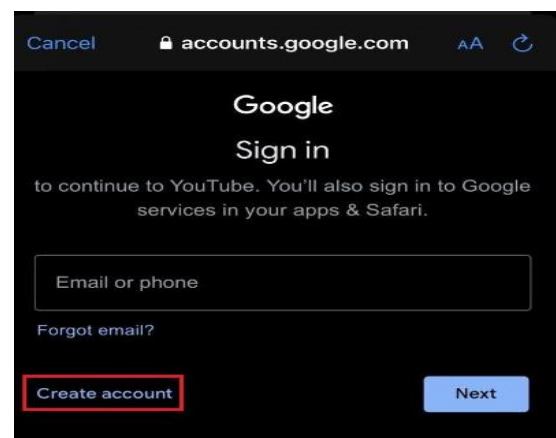 Cancel accounts.google.com AA
Google
Sign in
to continue to YouTube. You'll also sign in to Google
services in your apps & Safari.
Email or phone
Forgot email?
Create account Next